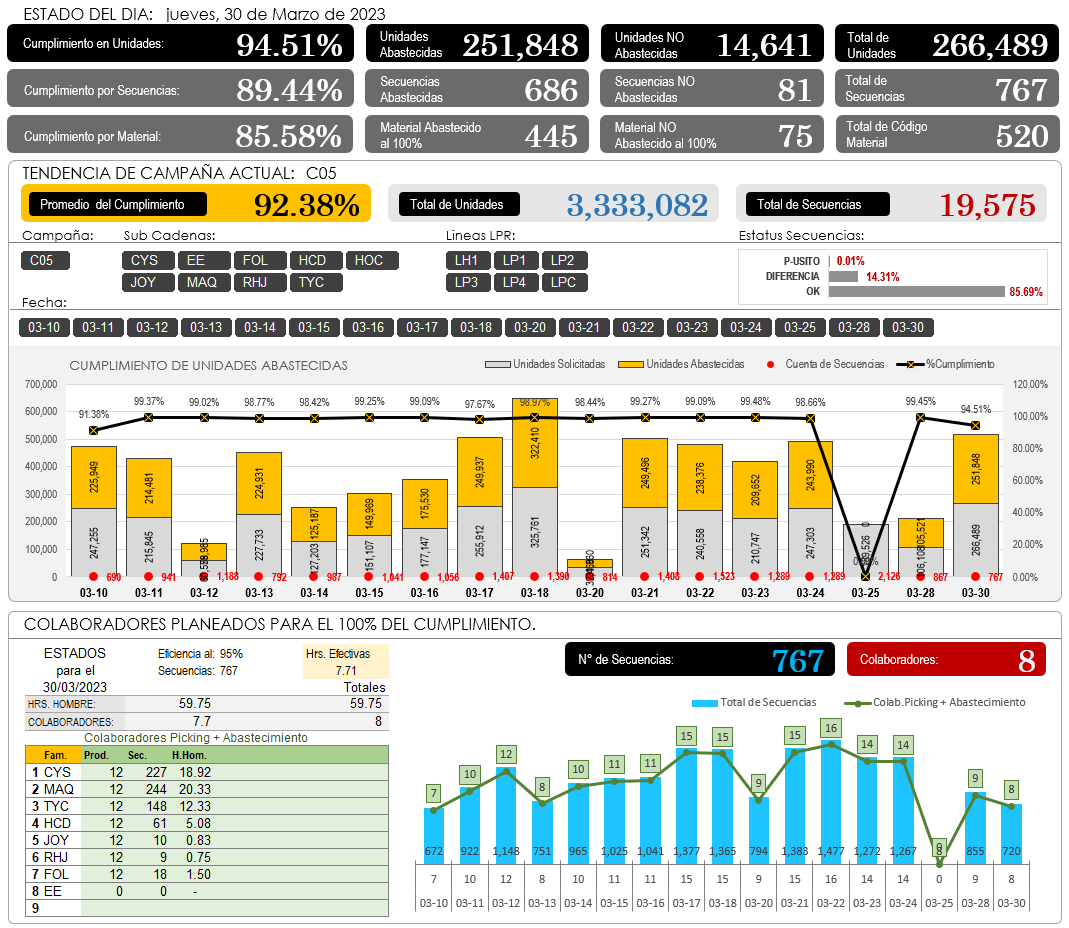 ESTADO DEL DIA: jueves, 30 de Marzo de 2023
Cumplimiento en Unidades: 94.51%
Unidades Abastecidas 251,848
Unidades NO Abastecidas 14,641
Total de Unidades 266,489
Cumplimiento por Secuencias: 89.44%
Secuencias Abastecidas 686
Secuencias NO Abastecidas 81
Total de Secuencias 767
Cumplimiento por Material: 85.58%
Material Abastecido al 100% 445
Material NO Abastecido al 100% 75
Total de Código Material 520
TENDENCIA DE CAMPAÑA ACTUAL: C05
Promedio del Cumplimiento 92.38%
Total de Unidades 3,333,082
Total de Secuencias 19,575
Campaña:
C05
Sub Cadenas:
CYS EE FOL HCD HOC
JOY MAQ RHJ TYC
Lineas LPR:
LH1 LP1 LP2
LP3 LP4 LPC
Estatus Secuencias:
P-USITO 0.01%
DIFERENCIA 14.31%
OK 85.69%
Fecha:
03-10 03-11 03-12 03-13 03-14 03-15 03-16 03-17 03-18 03-20 03-21 03-22 03-23 03-24 03-25 03-28 03-30
CUMPLIMIENTO DE UNIDADES ABASTECIDAS
Unidades Solicitadas Unidades Abastecidas Cuenta de Secuencias %Cumplimiento
700,000 120.00%
600,000 100.00%
500,000 80.00%
400,000
300,000 60.00%
200,000 40.00%
100,000 20.00%
0 0.00%
91.38% 99.37% 99.02% 98.77% 98.42% 99.25% 99.09% 97.67% 98.97% 98.44% 99.27% 99.09% 99.48% 98.66% 99.45% 94.51%
225,949 214,481 224,931 125,187 149,969 175,530 249,937 322,410 249,496 238,376 209,652 243,990 0 105,521 251,848
247,255 215,845 227,733 127,203 151,107 177,147 255,912 325,761 251,342 240,558 210,747 247,303 106,108 266,489
690 941 1,188 792 987 1,041 1,056 1,407 1,390 814 1,408 1,523 1,289 1,289 2,126 867 767
03-10 03-11 03-12 03-13 03-14 03-15 03-16 03-17 03-18 03-20 03-21 03-22 03-23 03-24 03-25 03-28 03-30
COLABORADORES PLANEADOS PARA EL 100% DEL CUMPLIMIENTO.
ESTADOS
para el
30/03/2023
Eficiencia al: 95%
Secuencias: 767
Hrs. Efectivas
7.71
Totales
HRS. HOMBRE: 59.75 59.75
COLABORADORES: 7.7 8
Colaboradores Picking + Abastecimiento
Fam. Prod. Sec. H.Hom.
1 CYS 12 227 18.92
2 MAQ 12 244 20.33
3 TYC 12 148 12.33
4 HCD 12 61 5.08
5 JOY 12 10 0.83
6 RHJ 12 9 0.75
7 FOL 12 18 1.50
8 EE 0 0 -
9
N° de Secuencias: 767
Colaboradores: 8
Total de Secuencias Colab.Picking + Abastecimiento
7 10 12 8 10 11 11 15 15 9 15 16 14 14 9 8
672 922 1,148 751 965 1,025 1,041 1,377 1,365 794 1,383 1,477 1,272 1,267 855 720
7 10 12 8 10 11 11 15 15 9 15 16 14 14 0 9 8
03-10 03-11 03-12 03-13 03-14 03-15 03-16 03-17 03-18 03-20 03-21 03-22 03-23 03-24 03-25 03-28 03-30